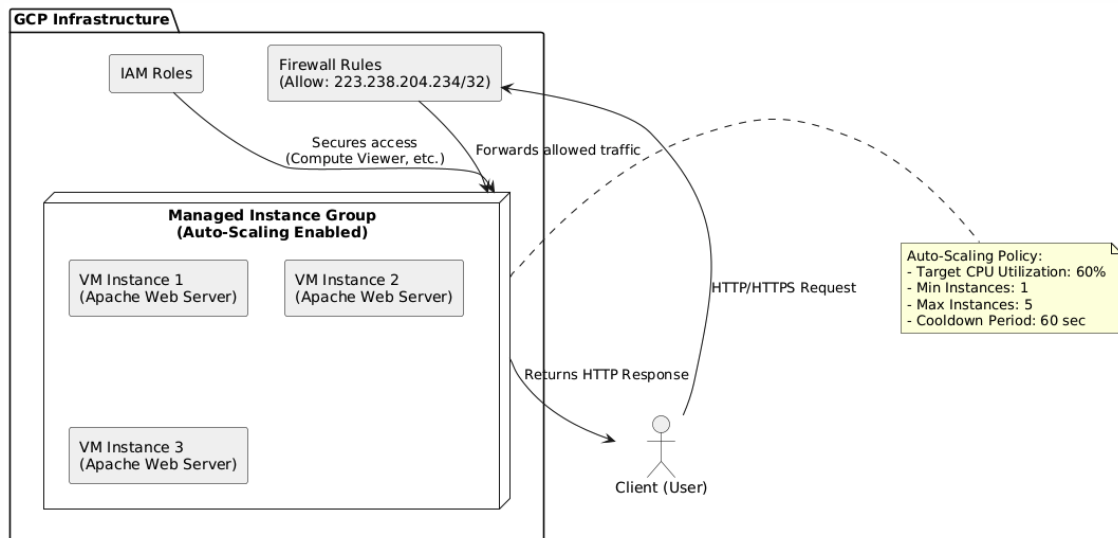 GCP Infrastructure
IAM Roles
Firewall Rules
(Allow: 223.238.204.234/32)
Secures access
(Compute Viewer, etc.)
Forwards allowed traffic
Managed Instance Group
(Auto-Scaling Enabled)
VM Instance 1
(Apache Web Server)
VM Instance 2
(Apache Web Server)
VM Instance 3
(Apache Web Server)
HTTP/HTTPS Request
Returns HTTP Response
Client (User)
Auto-Scaling Policy:
- Target CPU Utilization: 60%
- Min Instances: 1
- Max Instances: 5
- Cooldown Period: 60 sec